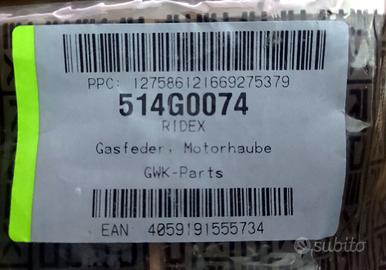 PPC: 127586121669275379
514G0074
RIDEX
Gasfeder, Motorhaube
GWK-Parts
EAN 4059191555734
subito